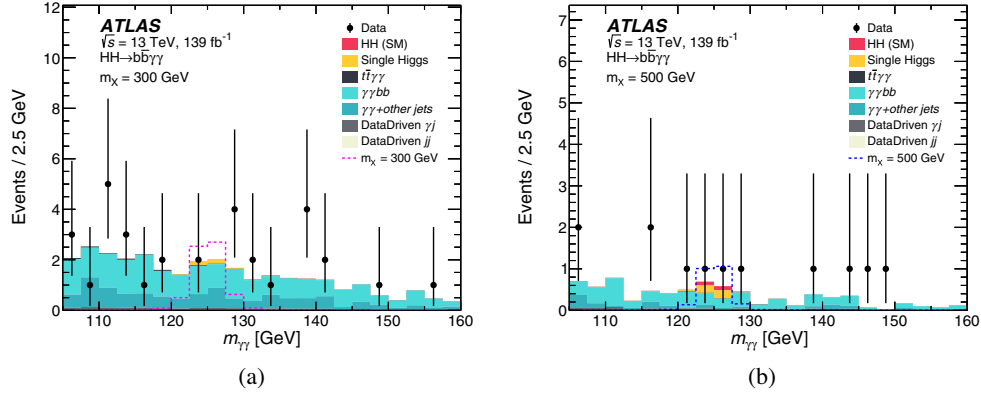 ATLAS
√s = 13 TeV, 139 fb⁻¹
HH→bb̅γγ
m_X = 300 GeV
Data
HH (SM)
Single Higgs
tt̅γγ
γγbb
γγ+other jets
DataDriven γj
DataDriven jj
m_X = 300 GeV
Events / 2.5 GeV
12
10
8
6
4
2
0
110 120 130 140 150 160
m_γγ [GeV]
(a)
ATLAS
√s = 13 TeV, 139 fb⁻¹
HH→bb̅γγ
m_X = 500 GeV
Data
HH (SM)
Single Higgs
tt̅γγ
γγbb
γγ+other jets
DataDriven γj
DataDriven jj
m_X = 500 GeV
Events / 2.5 GeV
7
6
5
4
3
2
1
0
110 120 130 140 150 160
m_γγ [GeV]
(b)